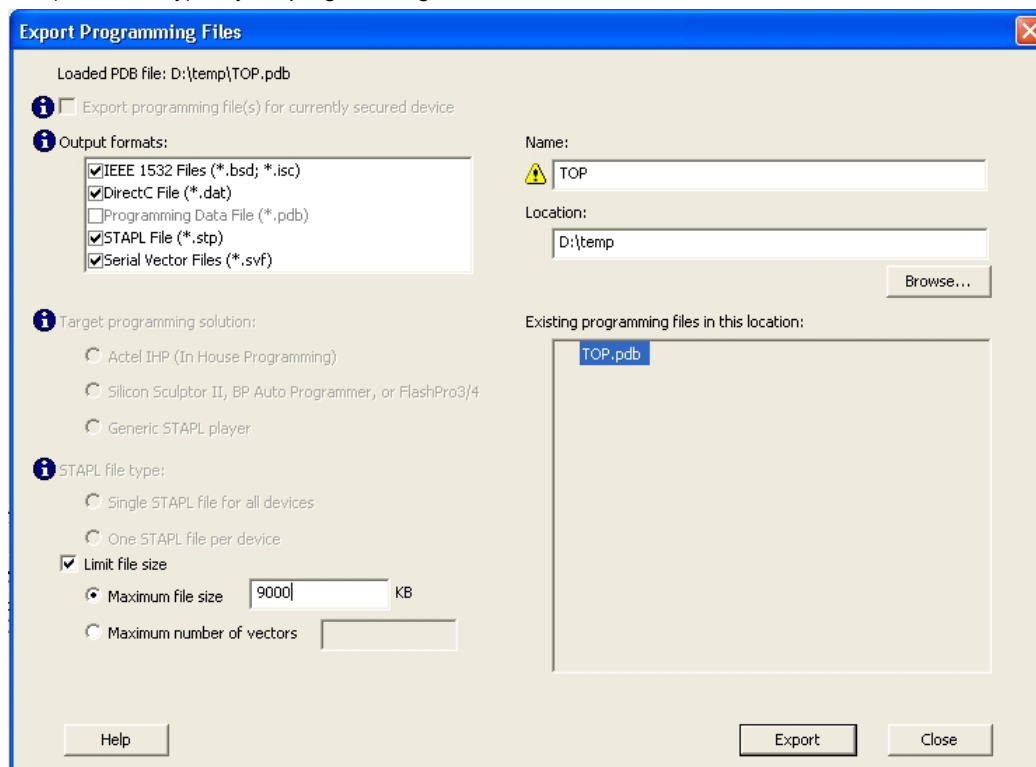 Export Programming Files
Loaded PDB file: D:\temp\TOP.pdb
Export programming file(s) for currently secured device
Output formats:
IEEE 1532 Files (*.bsd; *.isc)
DirectC File (*.dat)
Programming Data File (*.pdb)
STAPL File (*.stp)
Serial Vector Files (*.svf)
Name:
TOP
Location:
D:\temp
Browse...
Target programming solution:
Actel IHP (In House Programming)
Silicon Sculptor II, BP Auto Programmer, or FlashPro3/4
Generic STAPL player
STAPL file type:
Single STAPL file for all devices
One STAPL file per device
Limit file size
Maximum file size 9000 KB
Maximum number of vectors
Existing programming files in this location:
TOP.pdb
Help
Export
Close